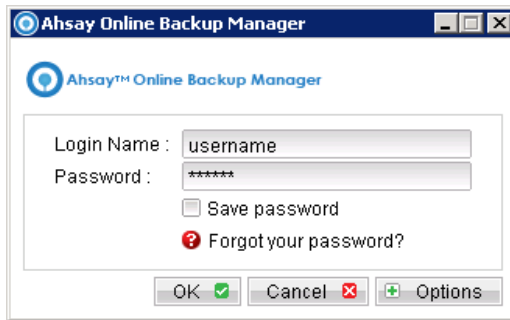 Ahsay Online Backup Manager
Ahsay™ Online Backup Manager
Login Name : username
Password : ******
Save password
Forgot your password?
OK Cancel Options